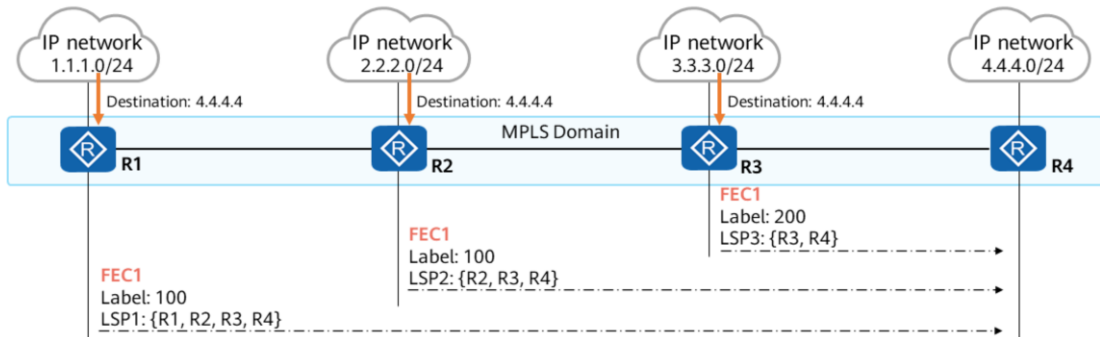 IP network
1.1.1.0/24
IP network
2.2.2.0/24
IP network
3.3.3.0/24
IP network
4.4.4.0/24
Destination: 4.4.4.4
Destination: 4.4.4.4
Destination: 4.4.4.4
MPLS Domain
R
R1
R
R2
R
R3
R
R4
FEC1
Label: 200
LSP3: {R3, R4}
FEC1
Label: 100
LSP2: {R2, R3, R4}
FEC1
Label: 100
LSP1: {R1, R2, R3, R4}